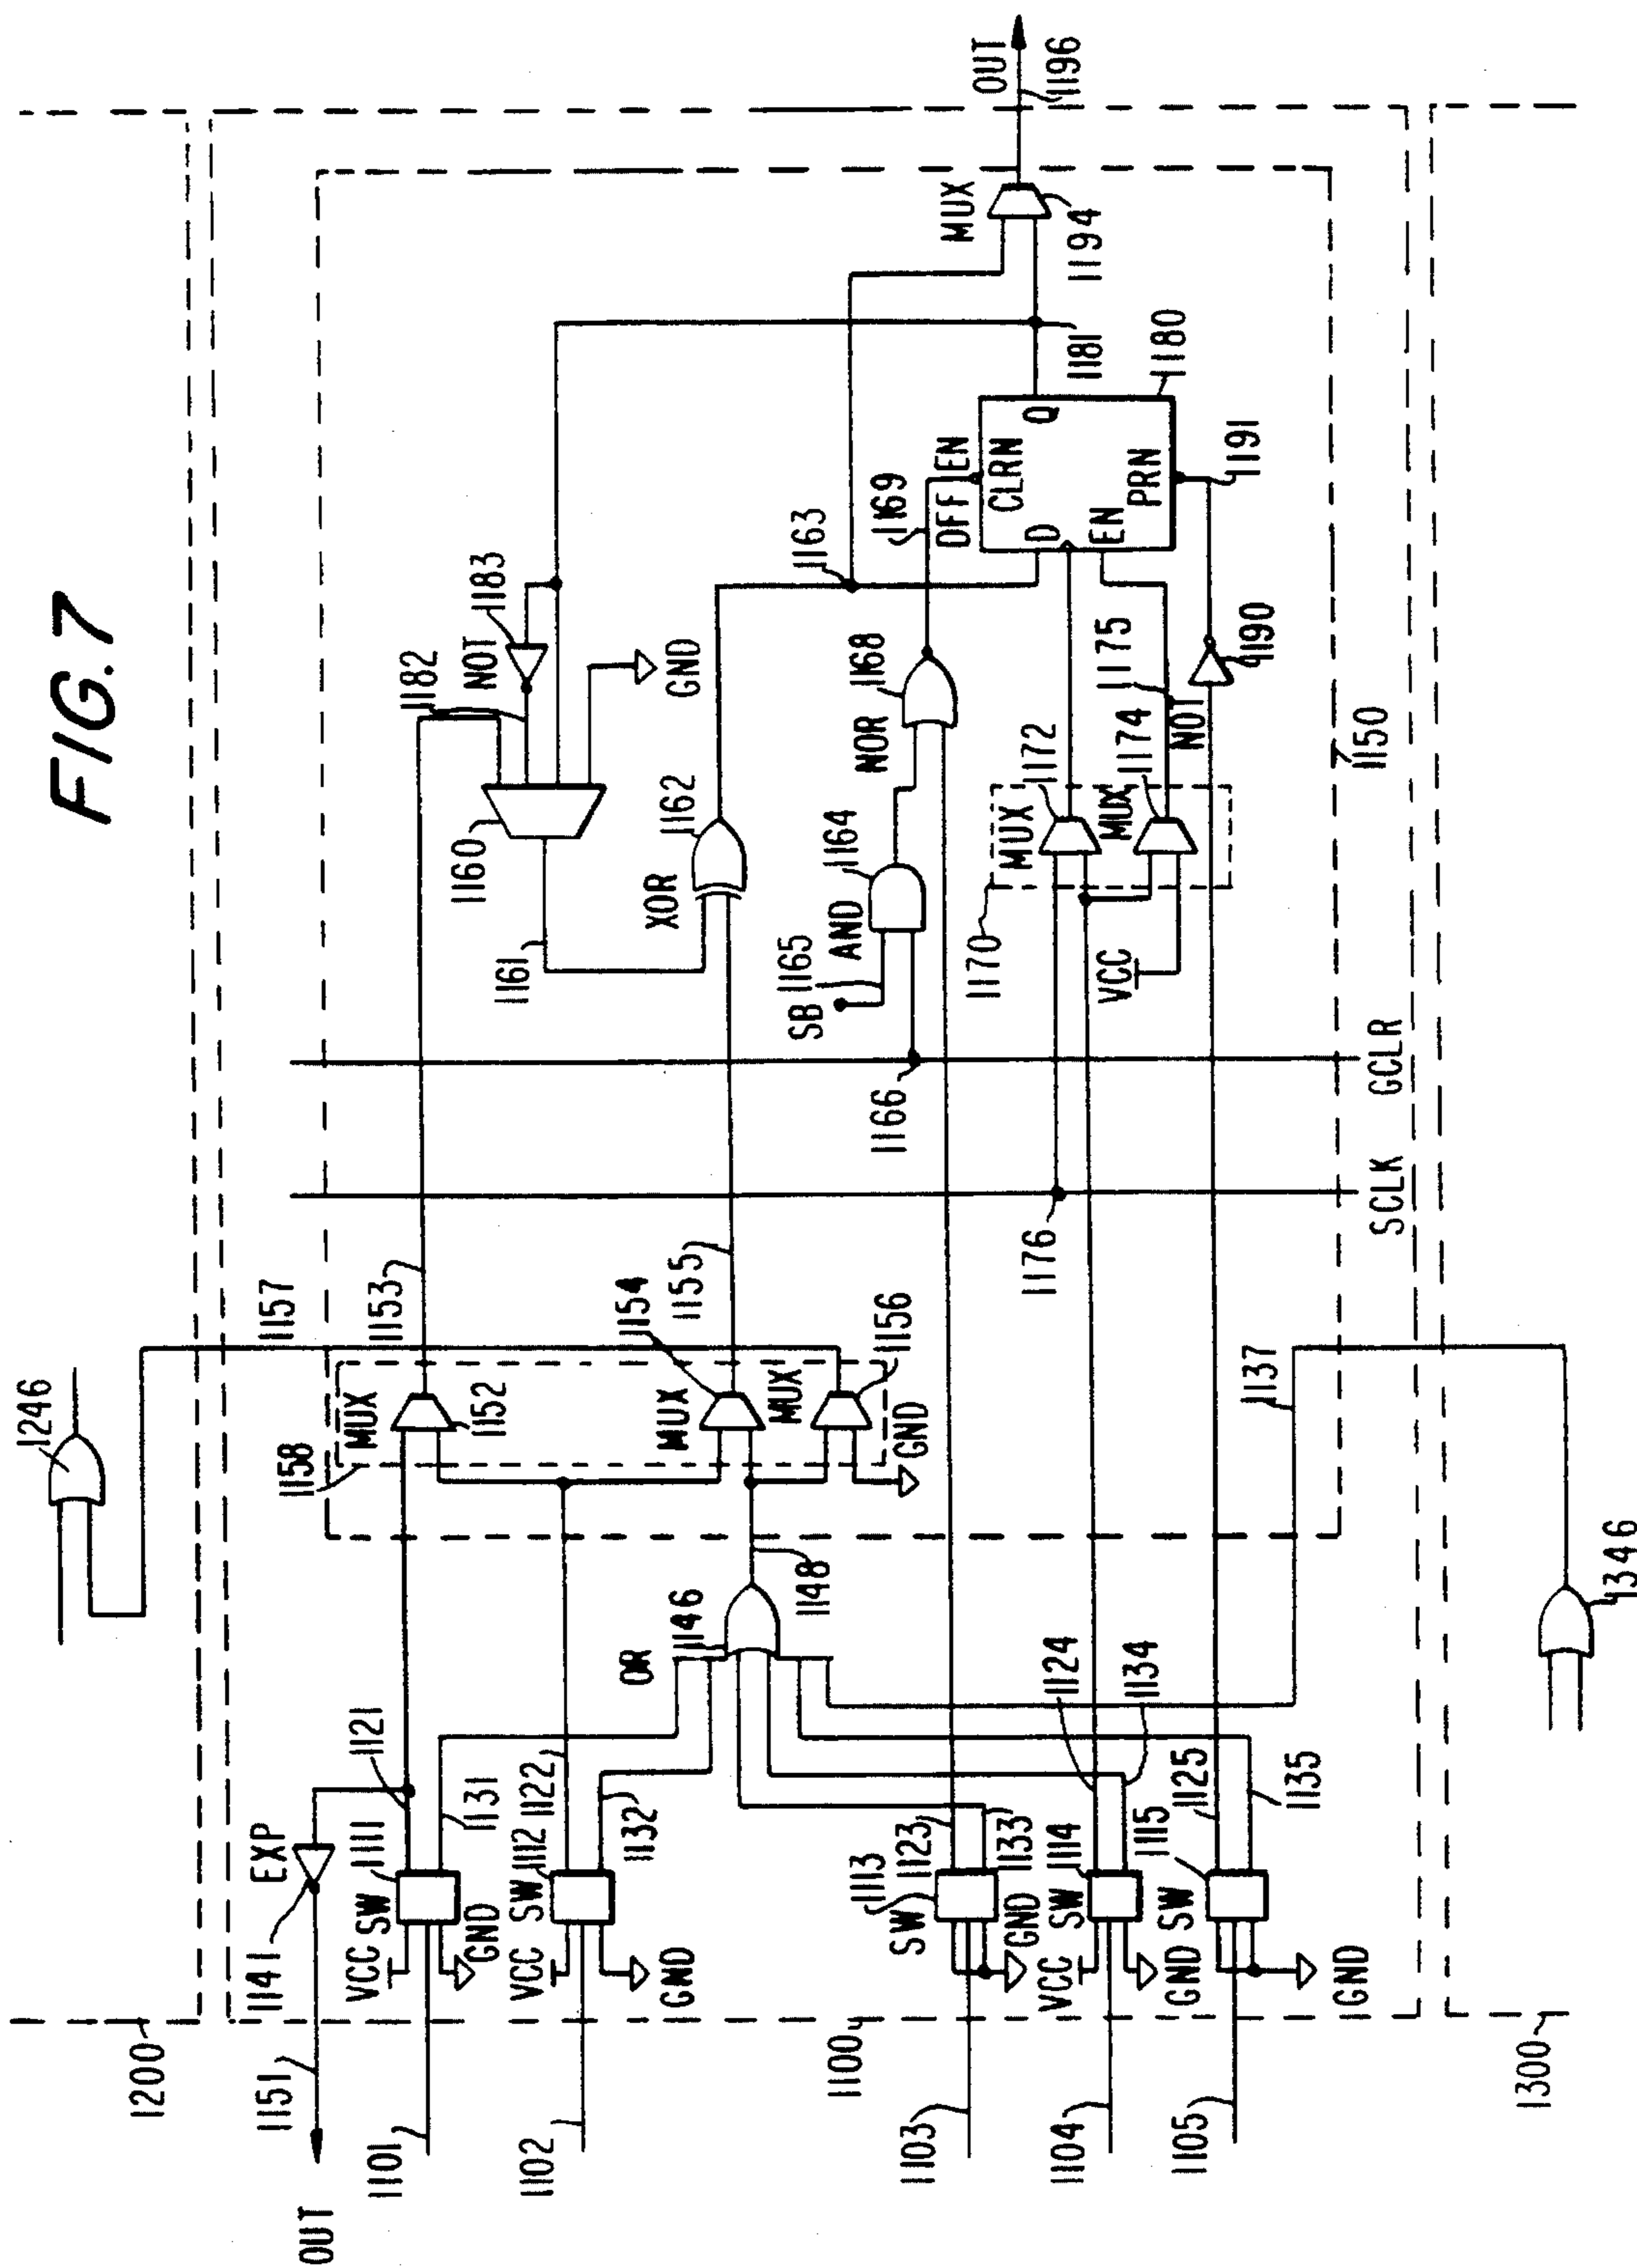 FIG.7
1200
1246
1157
OUT
1151
1141
EXP
1121
1101
VCC
SW
1111
GND
1131
1102
VCC
SW
1112
GND
1122
1132
OR
1146
1148
1158
MUX
1152
1153
MUX
1154
1155
MUX
1156
GND
1160
1161
1182
NOT
1183
GND
XOR
1162
1163
SB
1165
AND
1164
1166
NOR
1168
1169
DFF
EN
CLRN
D
Q
EN
PRN
1180
1181
1191
MUX
1194
OUT
1196
1103
SW
1113
GND
1123
1133
1104
VCC
SW
1114
GND
1124
1134
1105
SW
1115
GND
1125
1135
1137
1170
MUX
1172
MUX
1174
1175
NOT
VCC
1190
1176
1150
SCLK
GCLR
1100
1300
1346